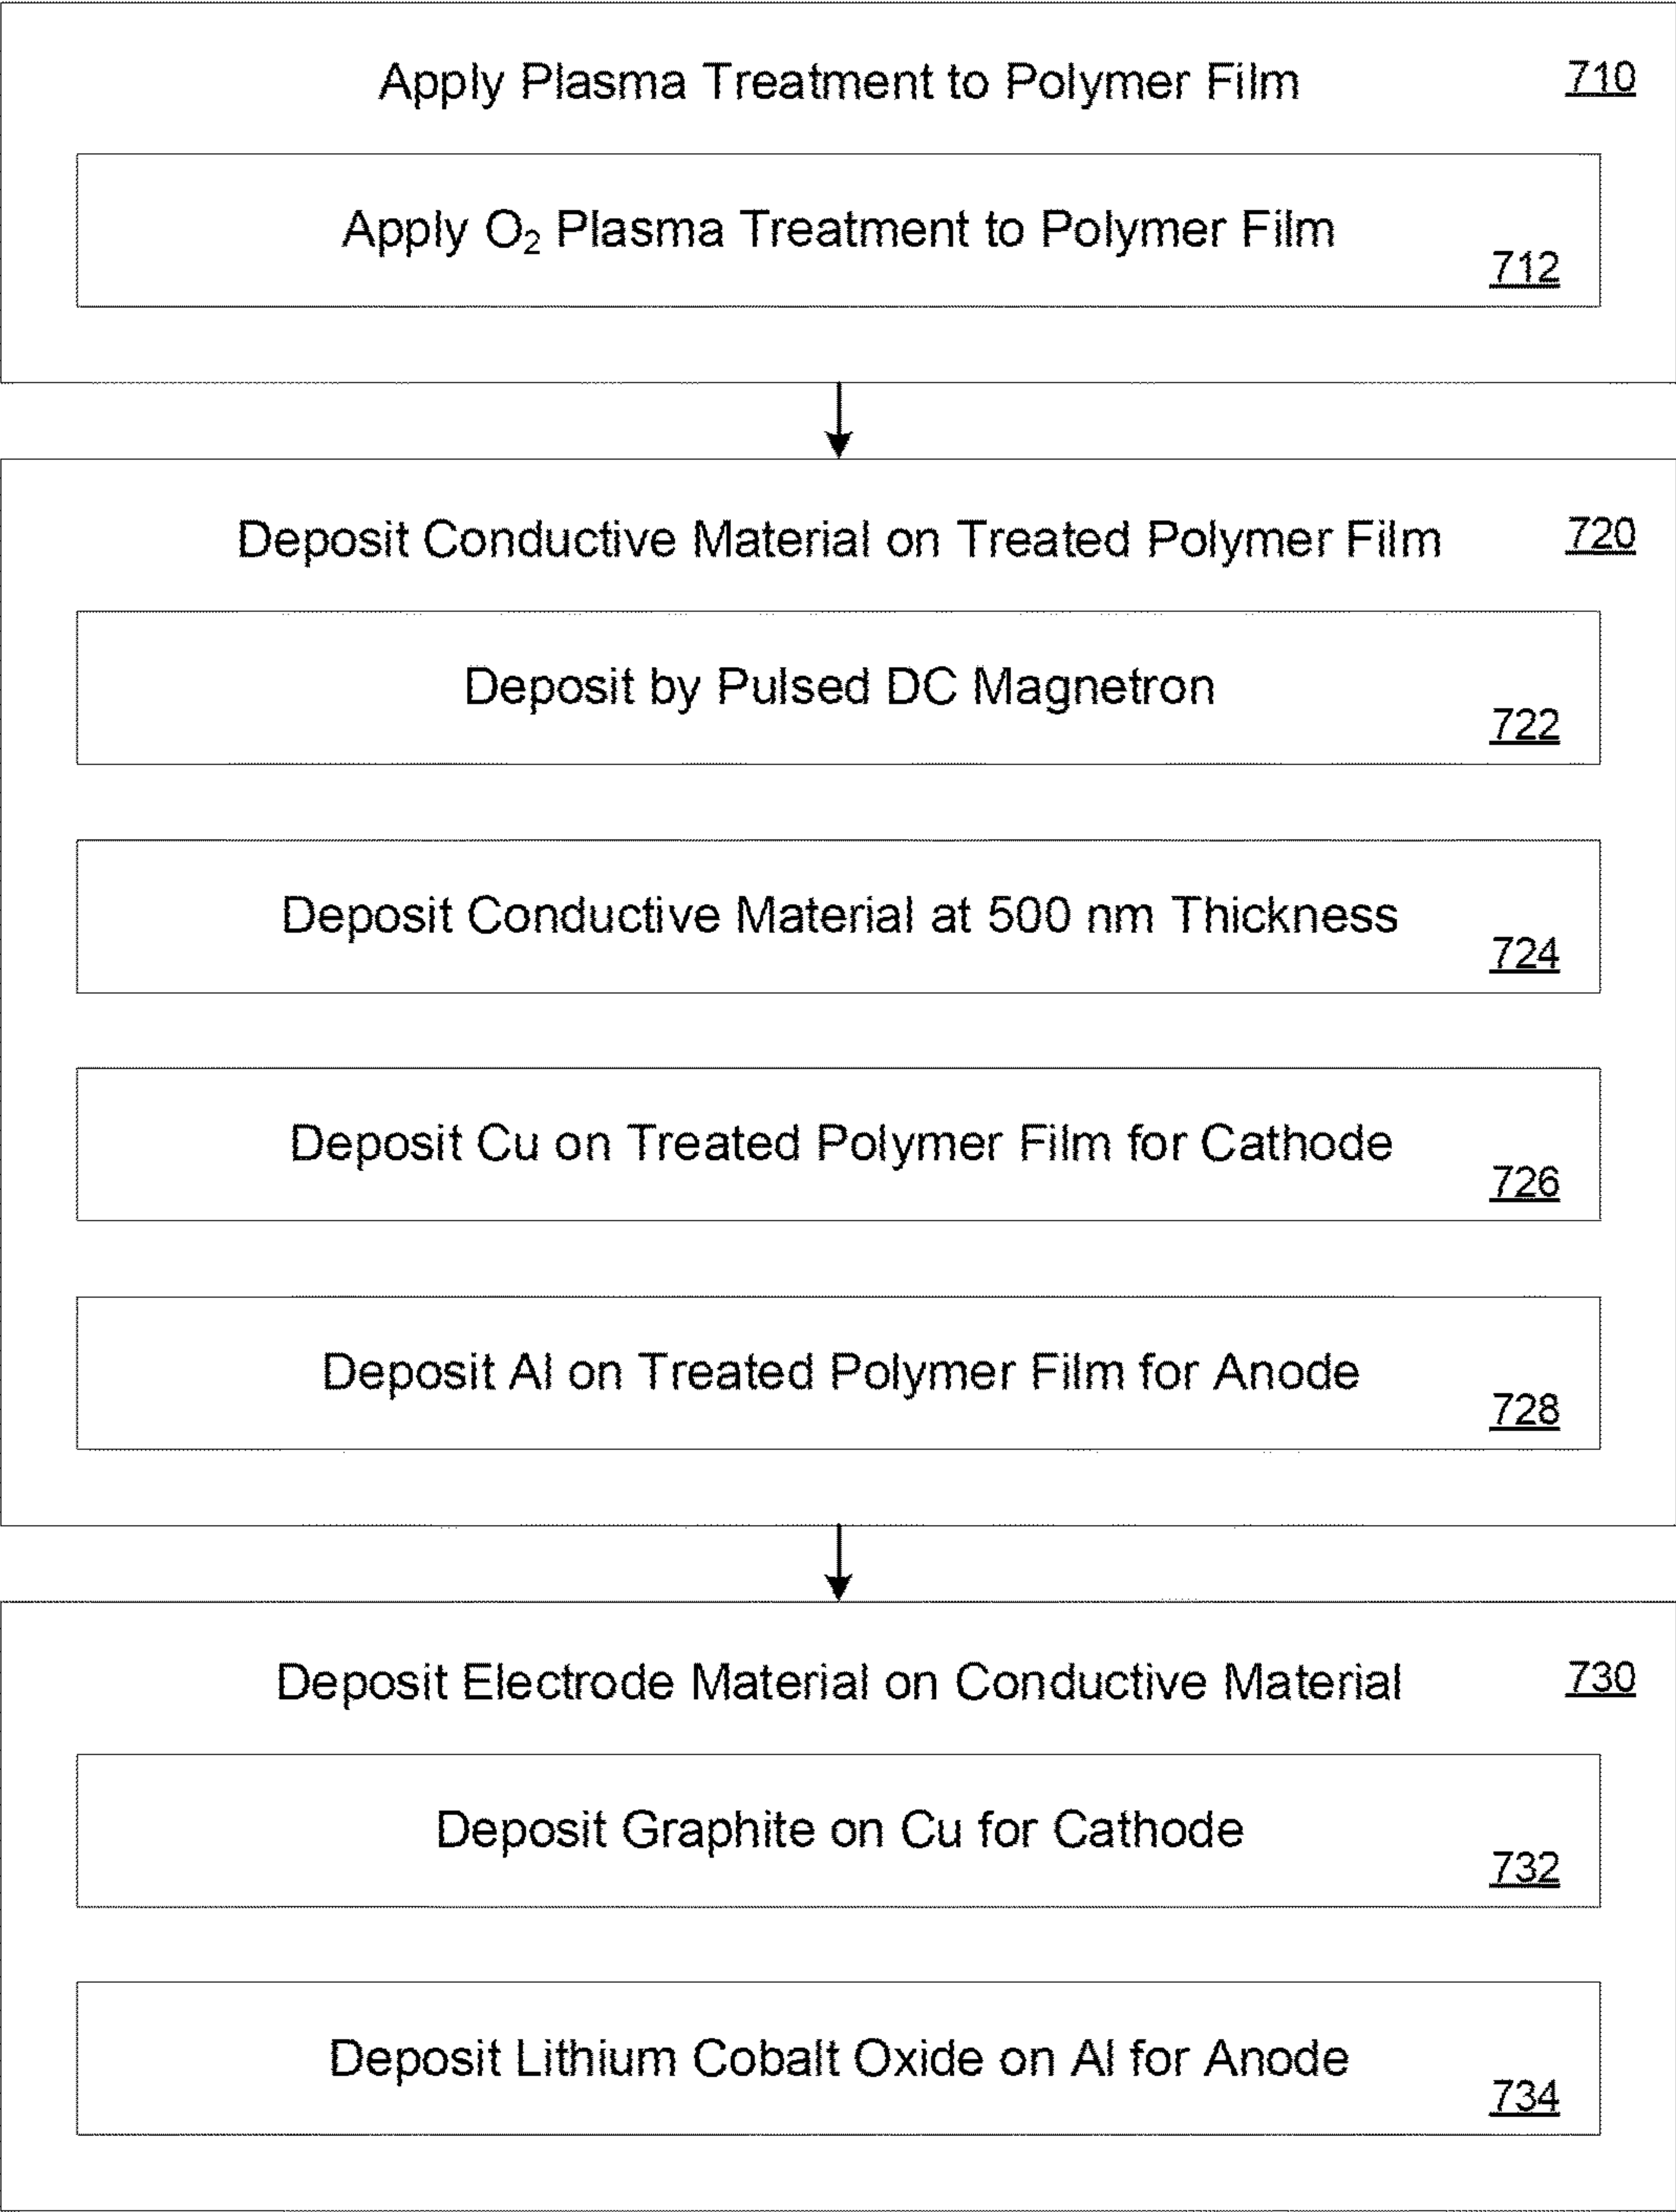 Apply Plasma Treatment to Polymer Film 710
Apply O₂ Plasma Treatment to Polymer Film
712
Deposit Conductive Material on Treated Polymer Film 720
Deposit by Pulsed DC Magnetron
722
Deposit Conductive Material at 500 nm Thickness
724
Deposit Cu on Treated Polymer Film for Cathode
726
Deposit Al on Treated Polymer Film for Anode
728
Deposit Electrode Material on Conductive Material 730
Deposit Graphite on Cu for Cathode
732
Deposit Lithium Cobalt Oxide on Al for Anode
734